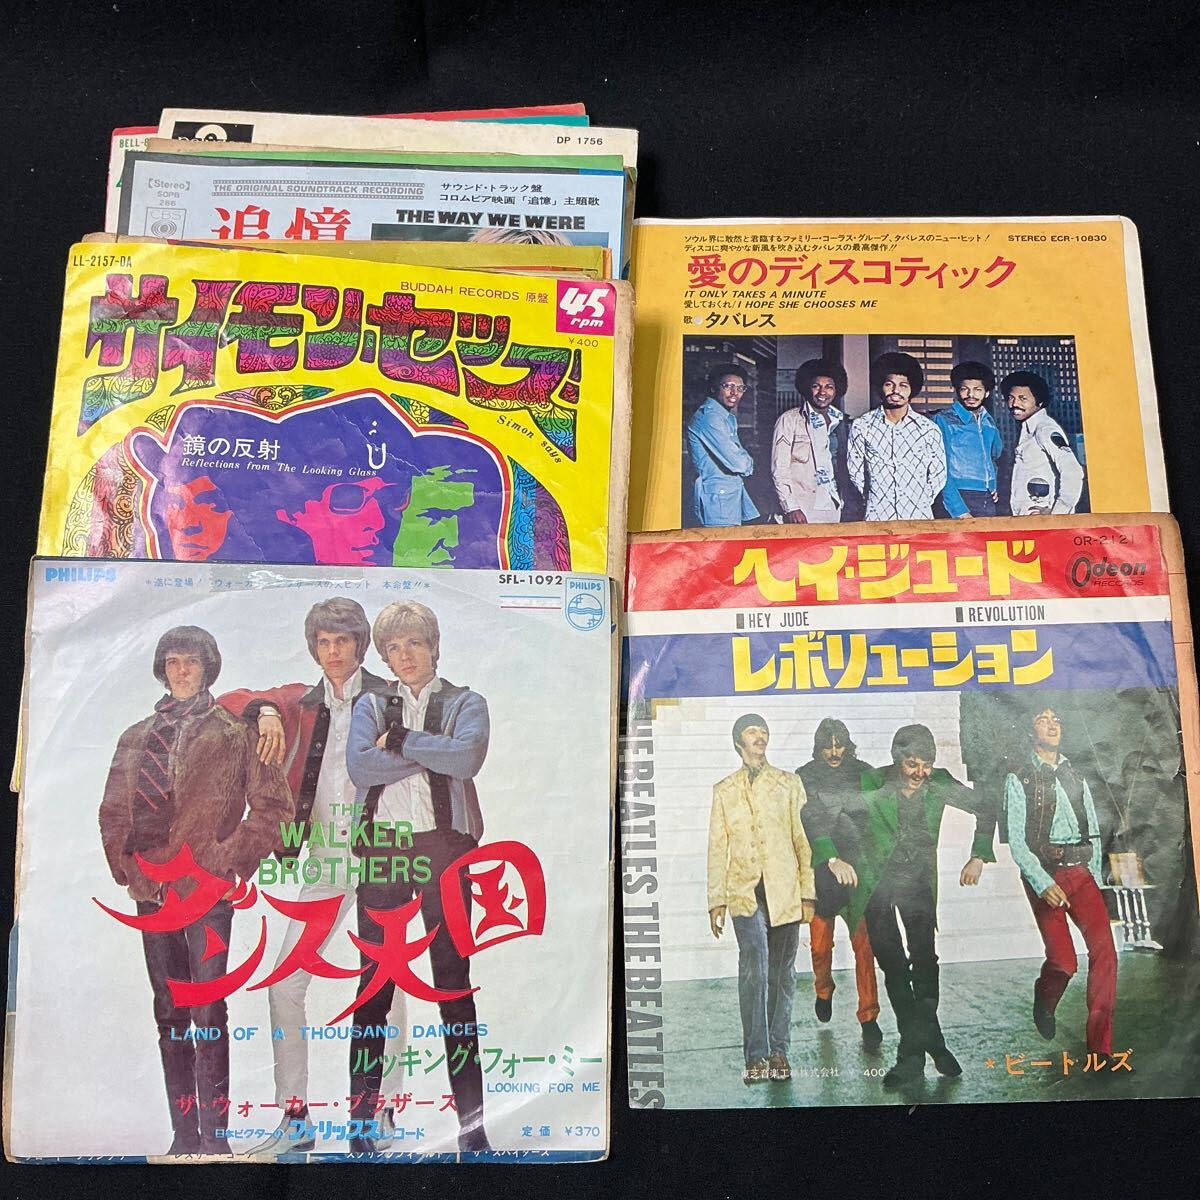 DP 1756
【Stereo】
SOPB
286
CBS
THE ORIGINAL SOUNDTRACK RECORDING
サウンド・トラック盤
コロムビア映画「追憶」主題歌
追憶
THE WAY WE WERE
LL-2157-DA
BUDDAH RECORDS 原盤
45
rpm
¥400
サイモン・セッズ
Simon says
鏡の反射
Reflections from The Looking Glass
ソウル界に敢然と君臨するファミリー・コーラス・グループ、タバレスのニュー・ヒット!
ディスコに爽やかな新風を吹き込むタバレスの最高傑作!!
STEREO ECR-10830
愛のディスコティック
IT ONLY TAKES A MINUTE
愛しておくれ/I HOPE SHE CHOOSES ME
歌●タバレス
PHILIPS
SFL-1092
PHILIPS
THE
WALKER
BROTHERS
ダンス天国
LAND OF A THOUSAND DANCES
ルッキング・フォー・ミー
LOOKING FOR ME
ザ・ウォーカー・ブラザーズ
日本ビクターの フィリップス レコード
定価 ¥370
ヘイ・ジュード
OR-2121
Odeon
RECORDS
HEY JUDE
REVOLUTION
レボリューション
THE BEATLES THE BEATLES
東芝音楽工業株式会社 ¥ 400
★ビートルズ